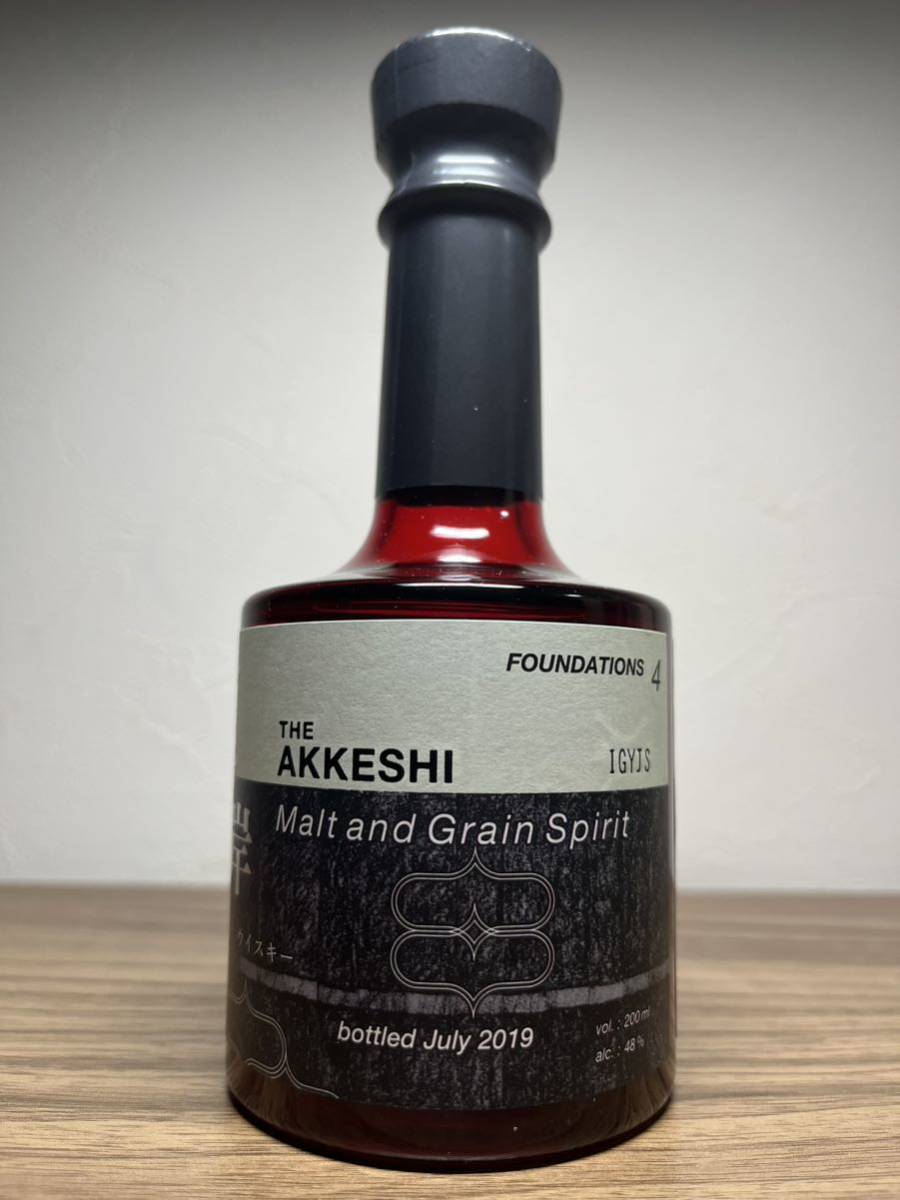 FOUNDATIONS 4
THE
AKKESHI
IGYJS
Malt and Grain Spirit
岸
ウイスキー
bottled July 2019
vol. : 200 ml
alc. : 48 %